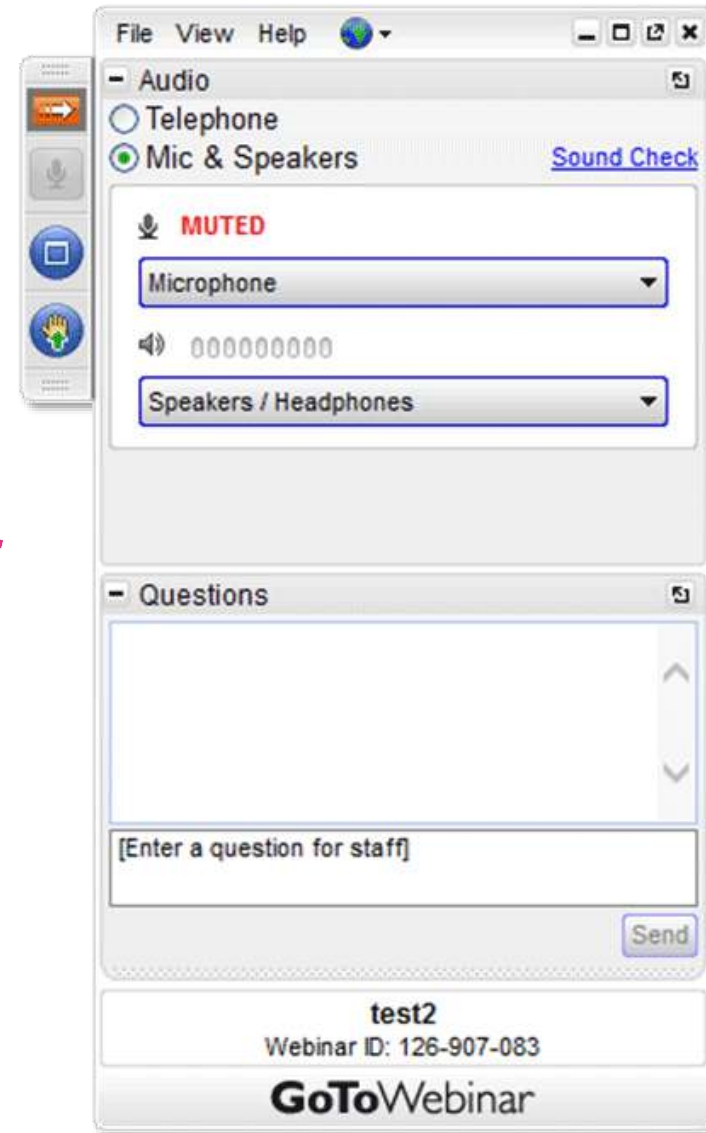 File View Help
Audio
Telephone
Mic & Speakers Sound Check
MUTED
Microphone
000000000
Speakers / Headphones
Questions
[Enter a question for staff]
Send
test2
Webinar ID: 126-907-083
GoToWebinar